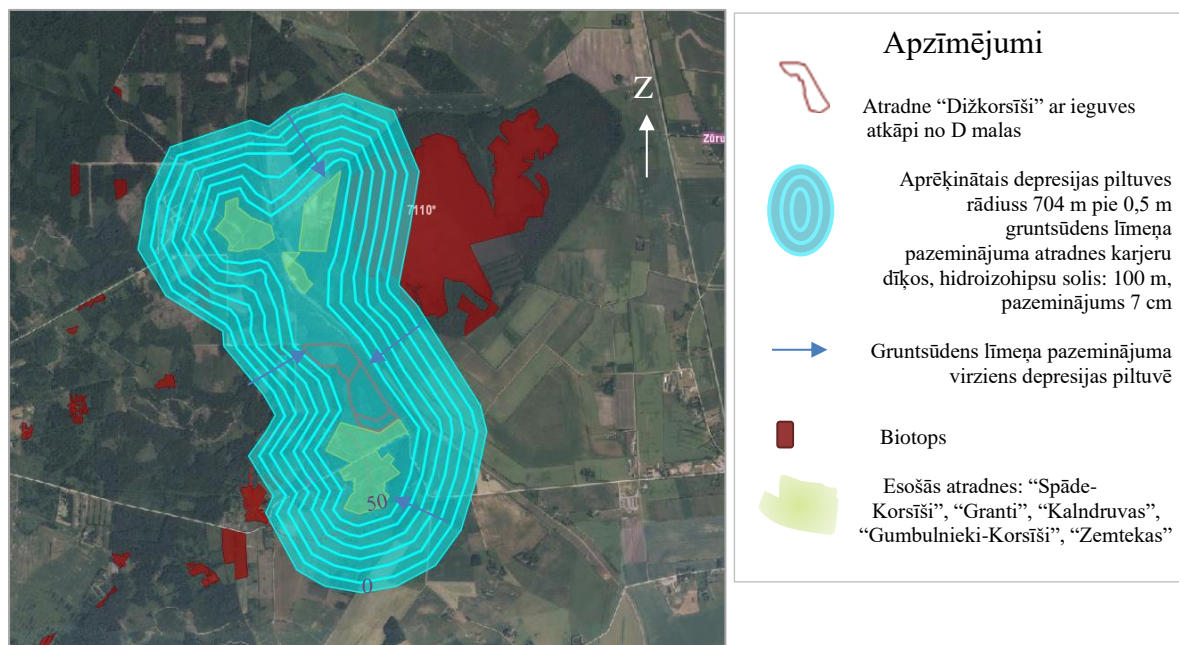 Z
Zūru
7110*
50
0
Apzīmējumi
Atradne “Dižkorsīši” ar ieguves
atkāpi no D malas
Aprēķinātais depresijas piltuves
rādiuss 704 m pie 0,5 m
gruntsūdens līmeņa
pazeminājuma atradnes karjeru
dīķos, hidroizohipsu solis: 100 m,
pazeminājums 7 cm
Gruntsūdens līmeņa pazeminājuma
virziens depresijas piltuvē
Biotops
Esošās atradnes: “Spāde-
Korsīši”, “Granti”, “Kalndruvas”,
“Gumbulnieki-Korsīši”, “Zemtekas”